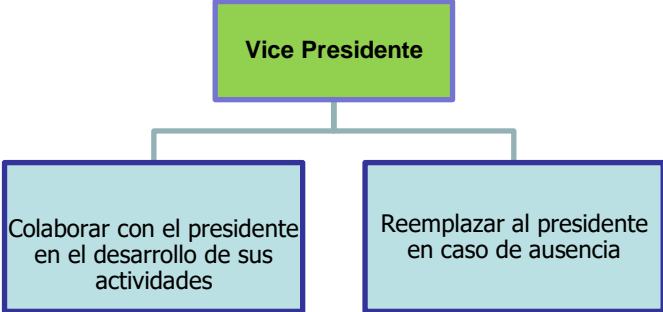 Vice Presidente
Colaborar con el presidente
en el desarrollo de sus
actividades
Reemplazar al presidente
en caso de ausencia